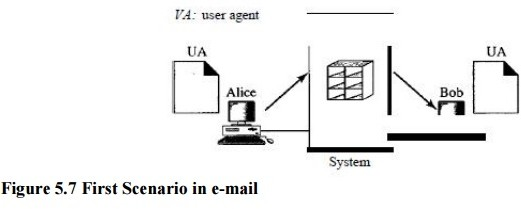 VA: user agent
UA
UA
Alice
Bob
System
Figure 5.7 First Scenario in e-mail